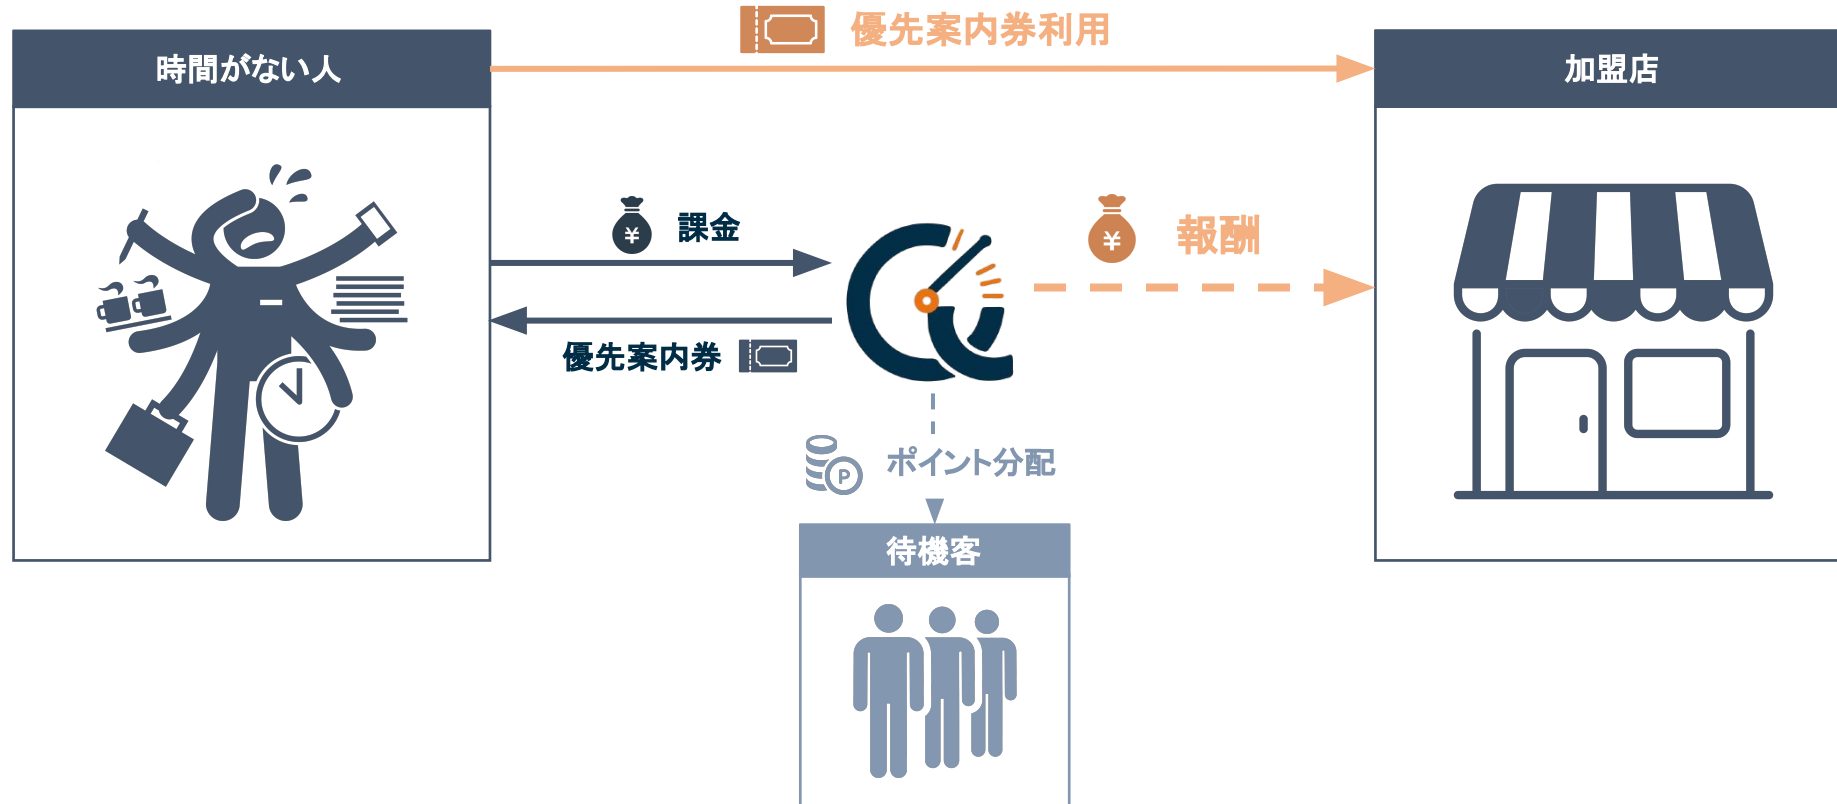 優先案内券利用
時間がない人
加盟店
¥ 課金
¥ 報酬
優先案内券
P ポイント分配
待機客